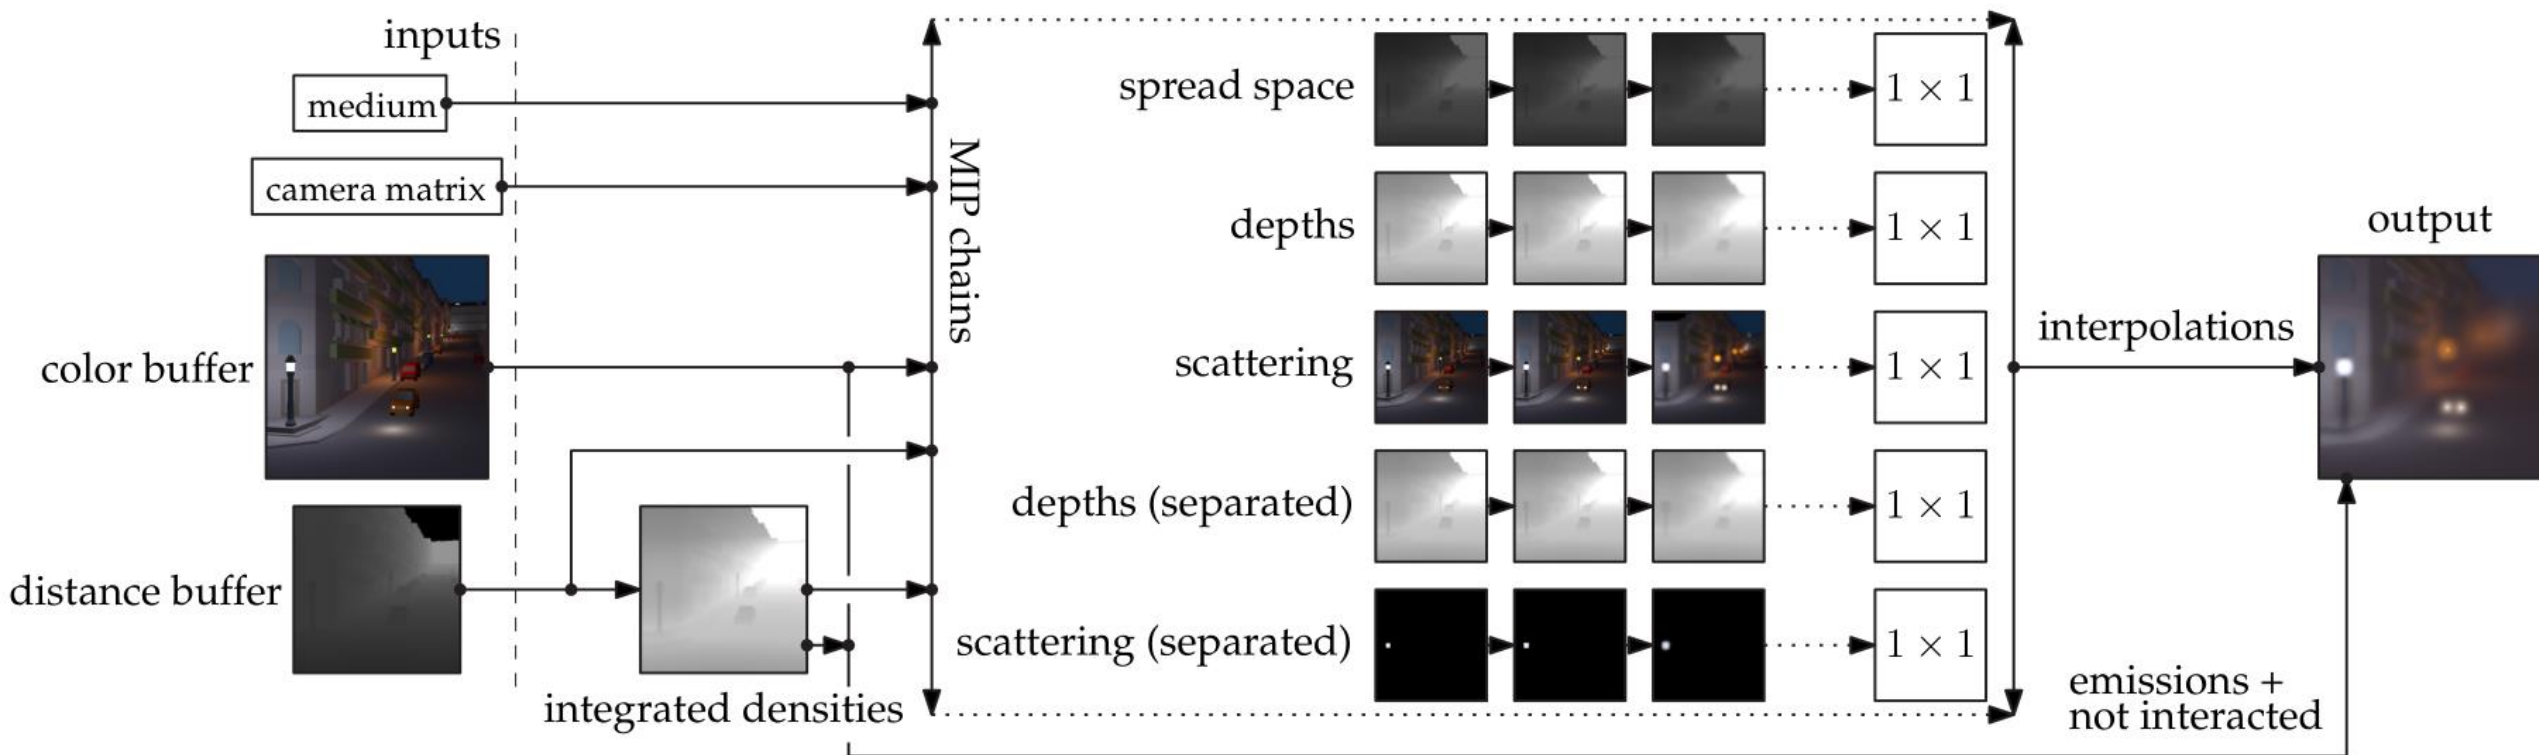 inputs
medium
camera matrix
color buffer
distance buffer
integrated densities
MIP chains
spread space
1 × 1
depths
1 × 1
scattering
1 × 1
depths (separated)
1 × 1
scattering (separated)
1 × 1
interpolations
output
emissions +
not interacted